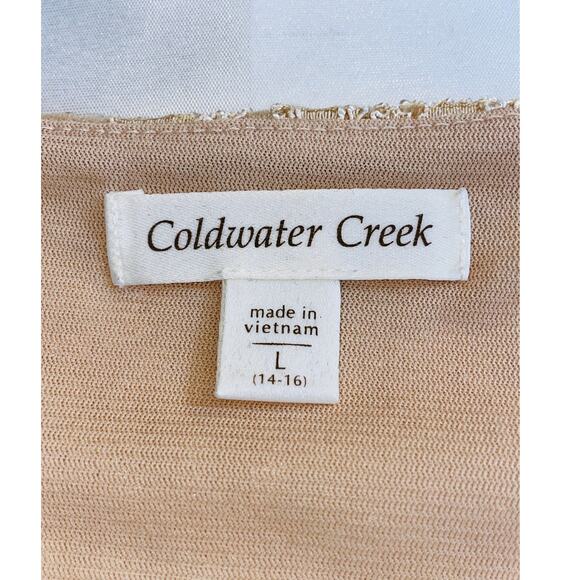 Coldwater Creek
made in
vietnam
L
(14-16)